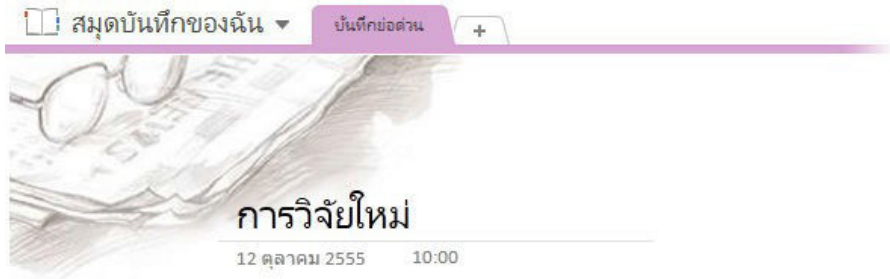 สมุดบันทึกของฉัน
บันทึกย่อด่วน
+
การวิจัยใหม่
12 ตุลาคม 2555 10:00